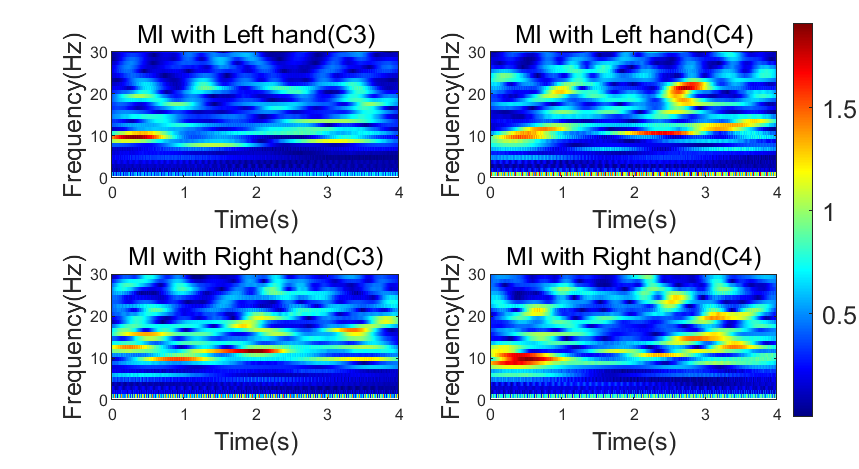 MI with Left hand(C3)
Frequency(Hz)
30
20
10
0
0 1 2 3 4
Time(s)
MI with Left hand(C4)
Frequency(Hz)
30
20
10
0
0 1 2 3 4
Time(s)
1.5
1
0.5
MI with Right hand(C3)
Frequency(Hz)
30
20
10
0
0 1 2 3 4
Time(s)
MI with Right hand(C4)
Frequency(Hz)
30
20
10
0
0 1 2 3 4
Time(s)